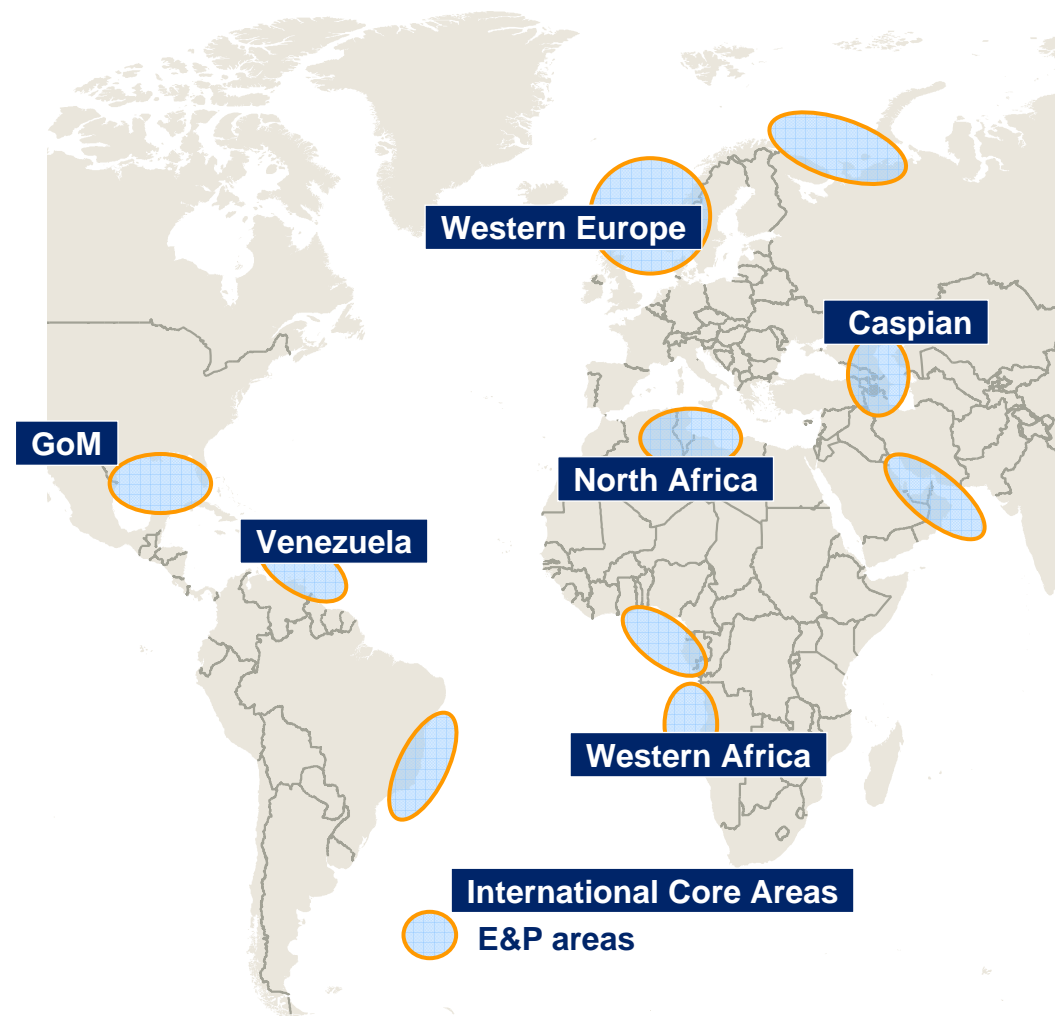 Western Europe
Caspian
GoM
North Africa
Venezuela
Western Africa
International Core Areas
E&P areas